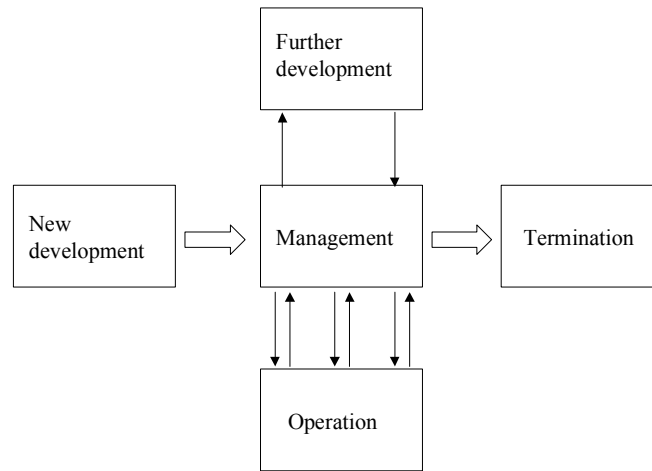 Further
development
New
development
Management
Termination
Operation